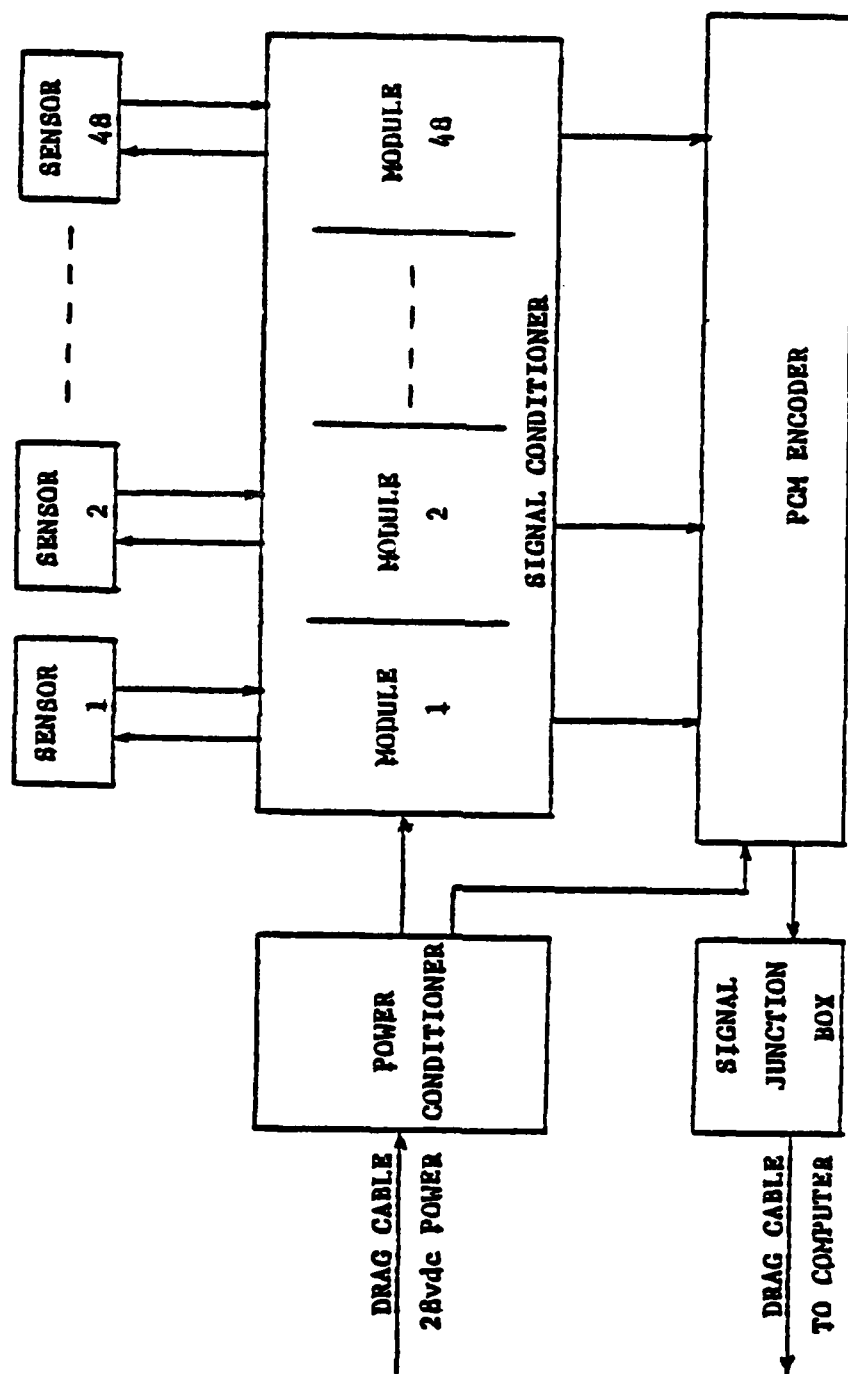 SENSOR
1
SENSOR
2
SENSOR
48
MODULE
1
MODULE
2
MODULE
48
SIGNAL CONDITIONER
DRAG CABLE
28vdc POWER
POWER
CONDITIONER
PCM ENCODER
SIGNAL
JUNCTION
BOX
DRAG CABLE
TO COMPUTER